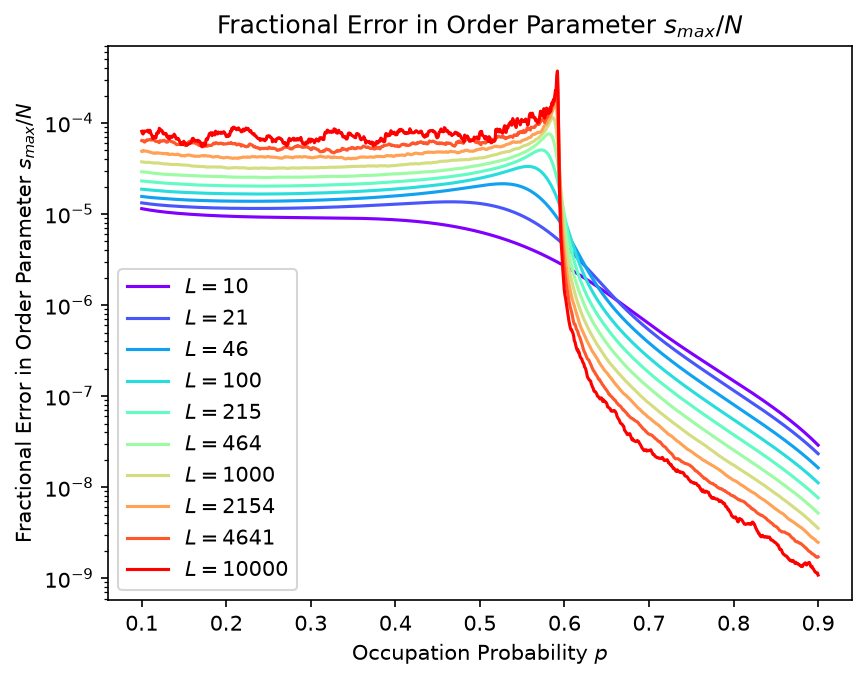 Fractional Error in Order Parameter s_max/N
Fractional Error in Order Parameter s_max/N
10⁻⁴
10⁻⁵
10⁻⁶
10⁻⁷
10⁻⁸
10⁻⁹
L = 10
L = 21
L = 46
L = 100
L = 215
L = 464
L = 1000
L = 2154
L = 4641
L = 10000
0.1 0.2 0.3 0.4 0.5 0.6 0.7 0.8 0.9
Occupation Probability p